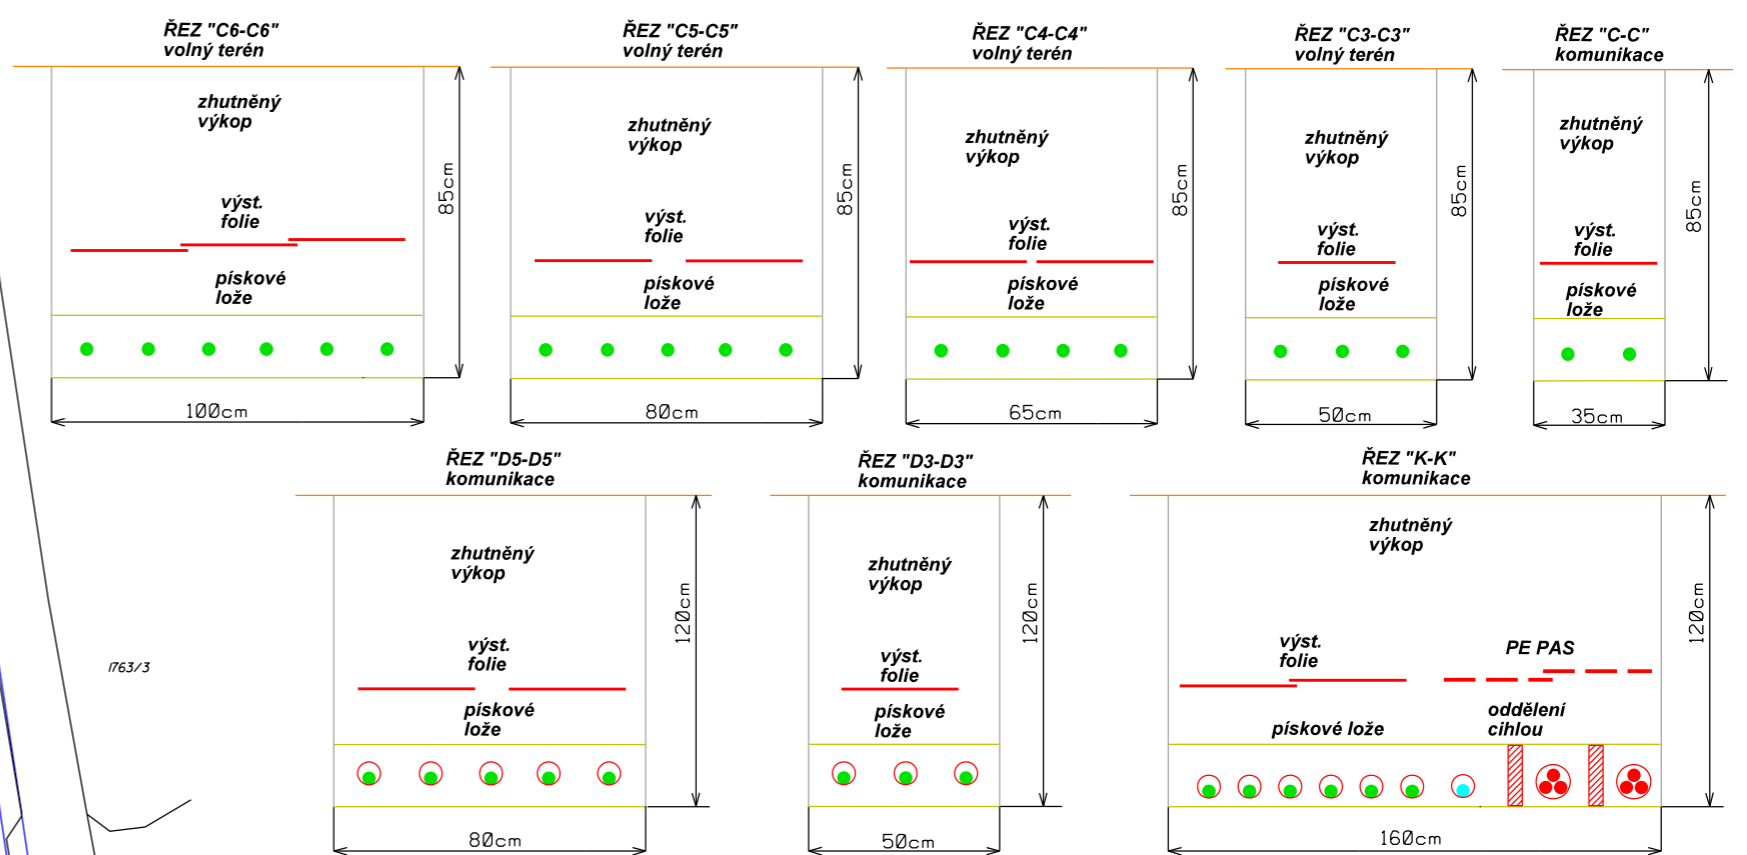 ŘEZ "C6-C6"
volný terén
zhutněný
výkop
výst.
folie
pískové
lože
85cm
100cm
ŘEZ "C5-C5"
volný terén
zhutněný
výkop
výst.
folie
pískové
lože
85cm
80cm
ŘEZ "C4-C4"
volný terén
zhutněný
výkop
výst.
folie
pískové
lože
85cm
65cm
ŘEZ "C3-C3"
volný terén
zhutněný
výkop
výst.
folie
pískové
lože
85cm
50cm
ŘEZ "C-C"
komunikace
zhutněný
výkop
výst.
folie
pískové
lože
85cm
35cm
1763/3
ŘEZ "D5-D5"
komunikace
zhutněný
výkop
výst.
folie
pískové
lože
120cm
80cm
ŘEZ "D3-D3"
komunikace
zhutněný
výkop
výst.
folie
pískové
lože
120cm
50cm
ŘEZ "K-K"
komunikace
zhutněný
výkop
výst.
folie
PE PAS
pískové lože
oddělení
cihlou
120cm
160cm